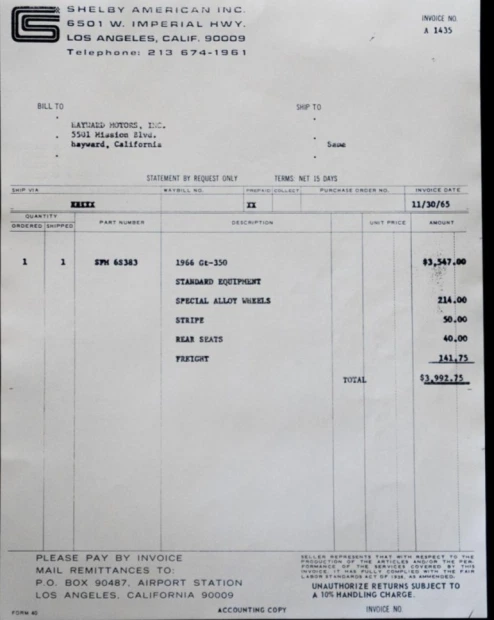 SHELBY AMERICAN INC.
6501 W. IMPERIAL HWY.
LOS ANGELES, CALIF. 90009
Telephone: 213 674-1961
INVOICE NO.
A 1435
BILL TO
HAYWARD MOTORS, INC.
5501 Mission Blvd.
hayward, California
SHIP TO
Same
STATEMENT BY REQUEST ONLY TERMS: NET 15 DAYS
SHIP VIA WAYBILL NO. PREPAID COLLECT PURCHASE ORDER NO. INVOICE DATE
XX 11/30/65
QUANTITY
ORDERED SHIPPED PART NUMBER DESCRIPTION UNIT PRICE AMOUNT
1 1 SFM 6S383 1966 Gt-350 $3,547.00
STANDARD EQUIPMENT
SPECIAL ALLOY WHEELS 214.00
STRIPE 50.00
REAR SEATS 40.00
FREIGHT 141.75
TOTAL $3,992.75
PLEASE PAY BY INVOICE
MAIL REMITTANCES TO:
P.O. BOX 90487, AIRPORT STATION
LOS ANGELES, CALIFORNIA 90009
SELLER REPRESENTS THAT WITH RESPECT TO THE
PRODUCTION OF THE ARTICLES AND/OR THE PER-
FORMANCE OF THE SERVICES COVERED BY THIS
INVOICE, IT HAS FULLY COMPLIED WITH THE FAIR
LABOR STANDARDS ACT OF 1938, AS AMMENDED.
UNAUTHORIZE RETURNS SUBJECT TO
A 10% HANDLING CHARGE.
FORM 40 ACCOUNTING COPY INVOICE NO.